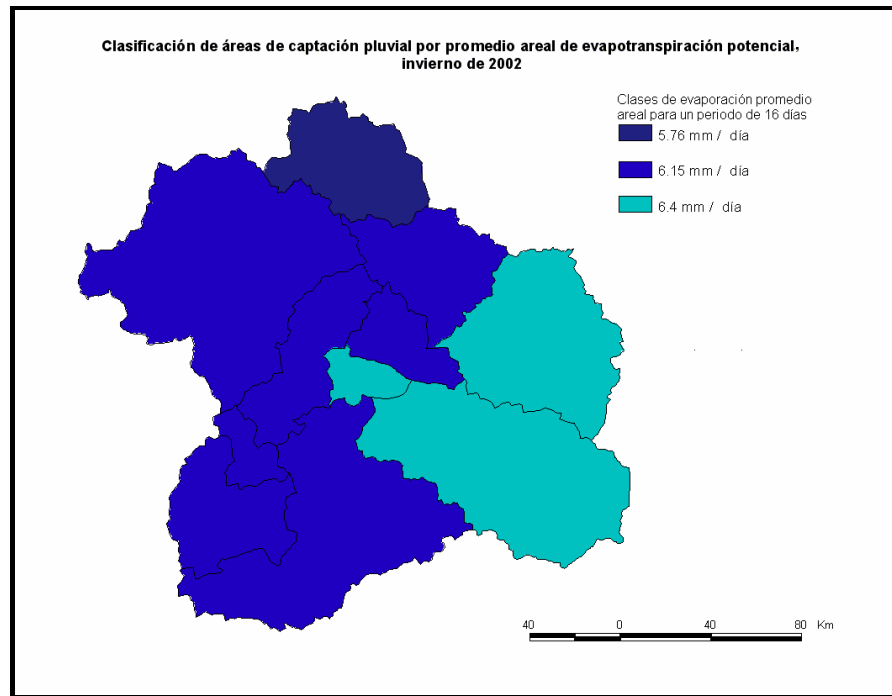 Clasificación de áreas de captación pluvial por promedio areal de evapotranspiración potencial,
invierno de 2002
Clases de evaporación promedio
areal para un periodo de 16 días
5.76 mm / día
6.15 mm / día
6.4 mm / día
40 0 40 80 Km